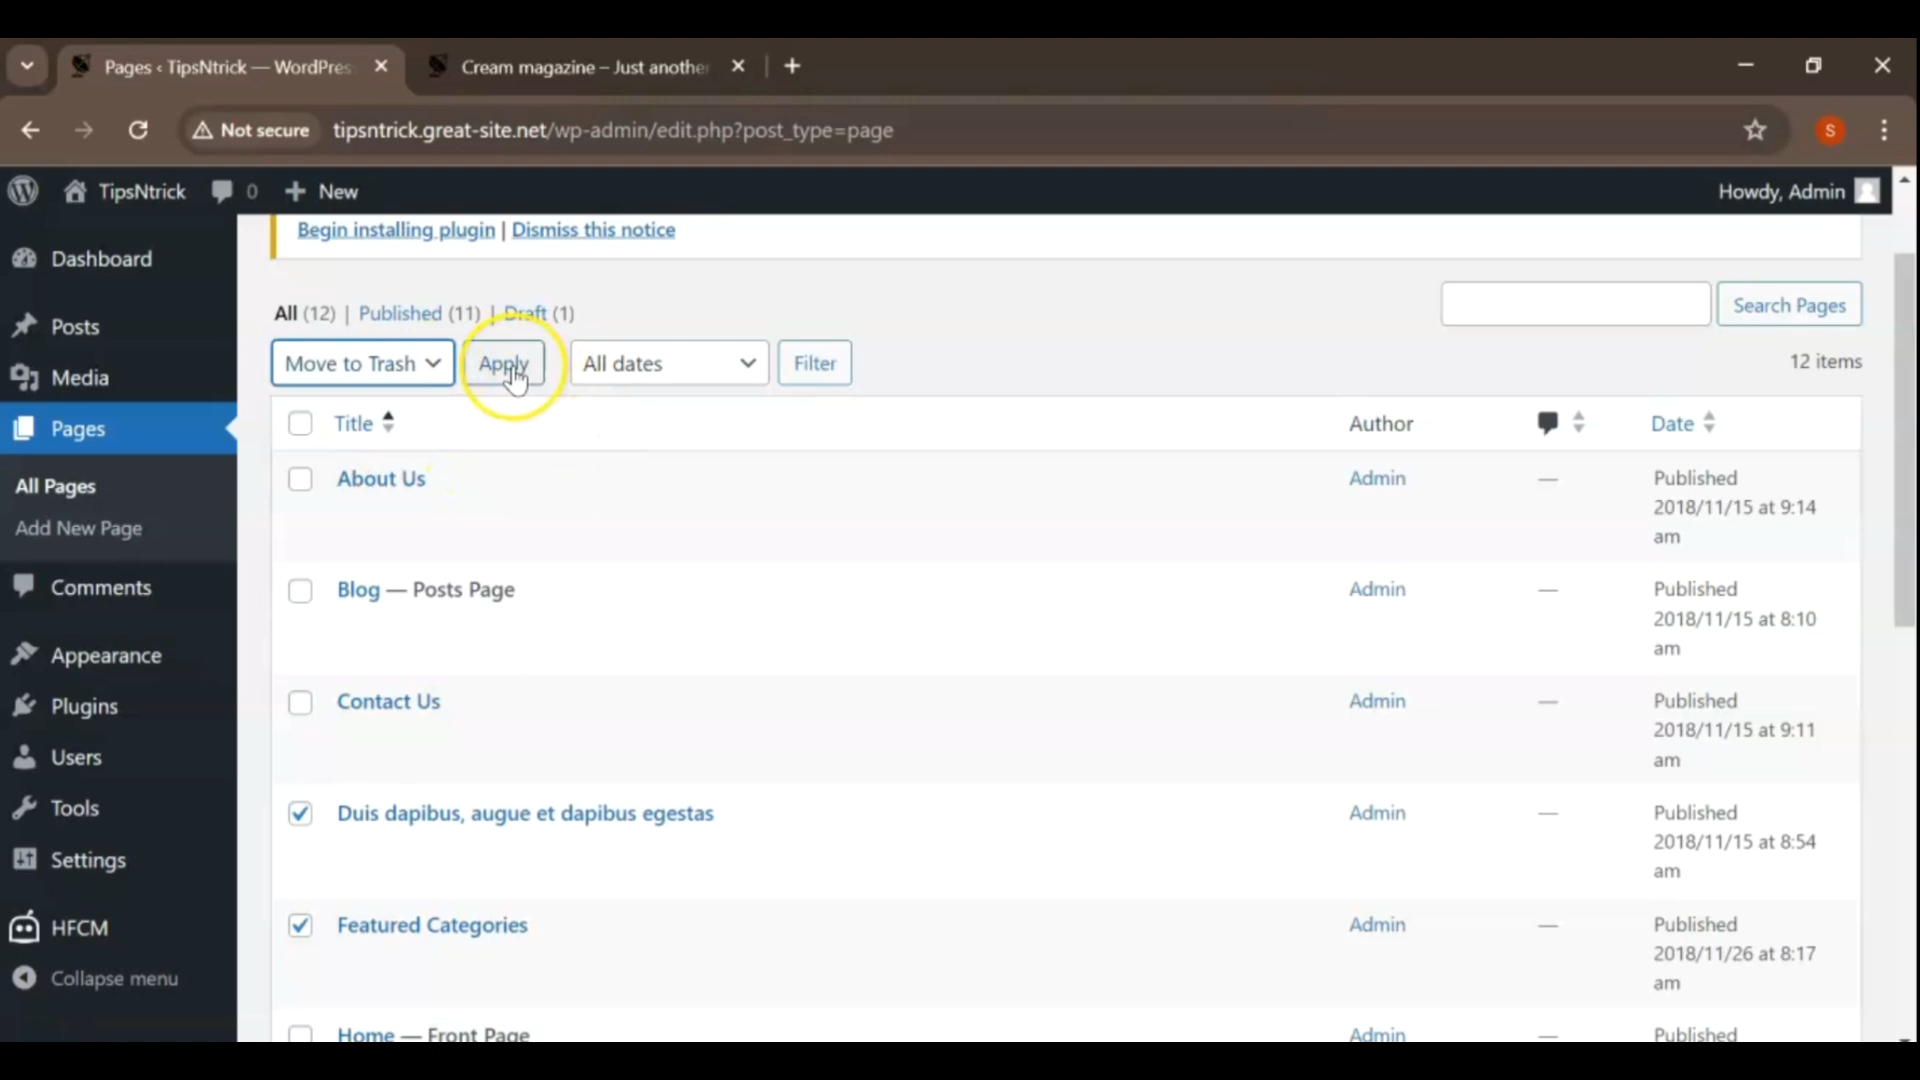 Pages ‹ TipsNtrick — WordPres
Cream magazine – Just another
Not secure
tipsntrick.great-site.net/wp-admin/edit.php?post_type=page
S
TipsNtrick
0
New
Howdy, Admin
Dashboard
Posts
Media
Pages
All Pages
Add New Page
Comments
Appearance
Plugins
Users
Tools
Settings
HFCM
Collapse menu
Begin installing plugin | Dismiss this notice
All (12) | Published (11) | Draft (1)
Search Pages
Move to Trash
Apply
All dates
Filter
12 items
Title
Author
Date
About Us
Admin
—
Published
2018/11/15 at 9:14
am
Blog — Posts Page
Admin
—
Published
2018/11/15 at 8:10
am
Contact Us
Admin
—
Published
2018/11/15 at 9:11
am
Duis dapibus, augue et dapibus egestas
Admin
—
Published
2018/11/15 at 8:54
am
Featured Categories
Admin
—
Published
2018/11/26 at 8:17
am
Home — Front Page
Admin
—
Published